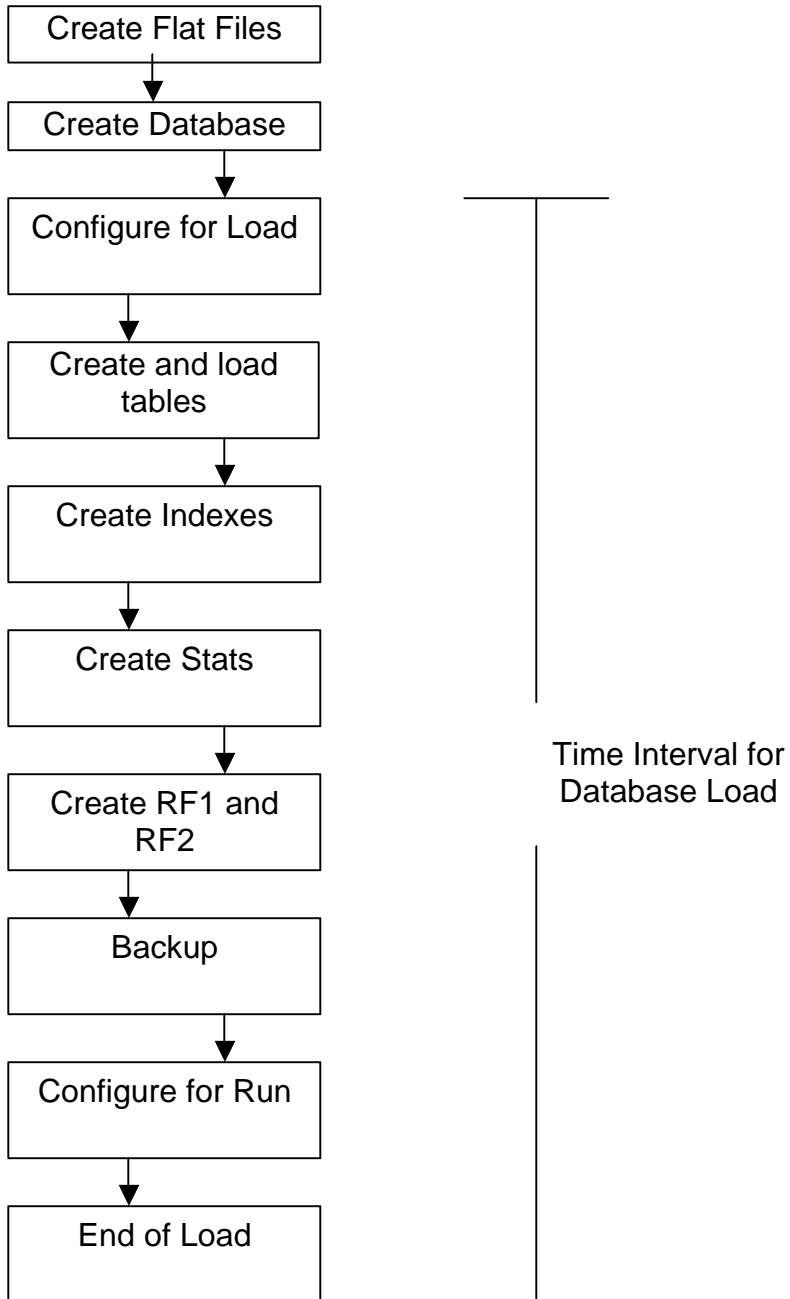 Create Flat Files
Create Database
Configure for Load
Create and load
tables
Create Indexes
Create Stats
Time Interval for
Database Load
Create RF1 and
RF2
Backup
Configure for Run
End of Load